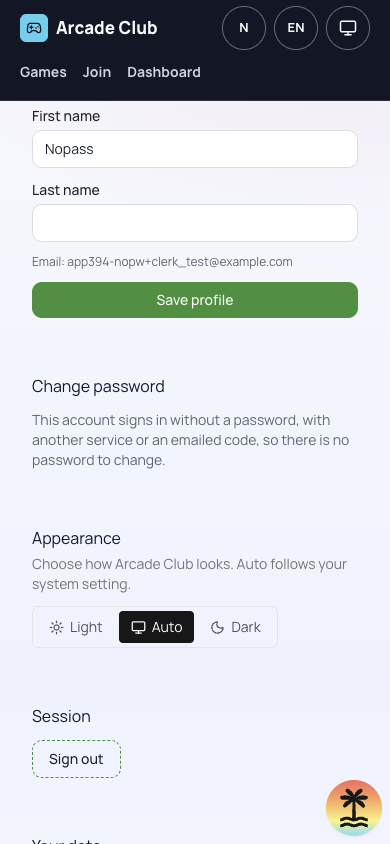 Arcade Club
N
EN
Games Join Dashboard
First name
Nopass
Last name
Email: app394-nopw+clerk_test@example.com
Save profile
Change password
This account signs in without a password, with
another service or an emailed code, so there is no
password to change.
Appearance
Choose how Arcade Club looks. Auto follows your
system setting.
Light Auto Dark
Session
Sign out
Your data